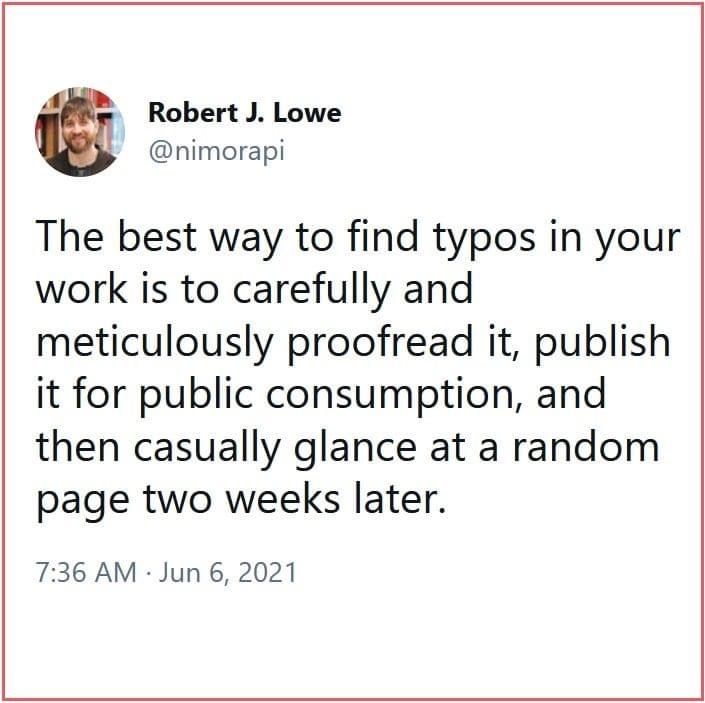 Robert J. Lowe
@nimorapi
The best way to find typos in your
work is to carefully and
meticulously proofread it, publish
it for public consumption, and
then casually glance at a random
page two weeks later.
7:36 AM · Jun 6, 2021